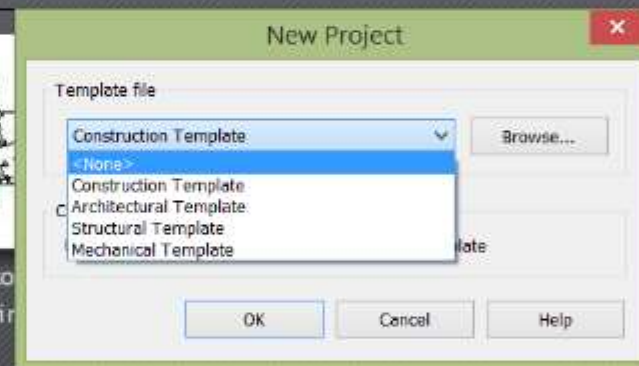 New Project
Template file
Construction Template
Browse...
<None>
Construction Template
Architectural Template
Structural Template
Mechanical Template
OK
Cancel
Help